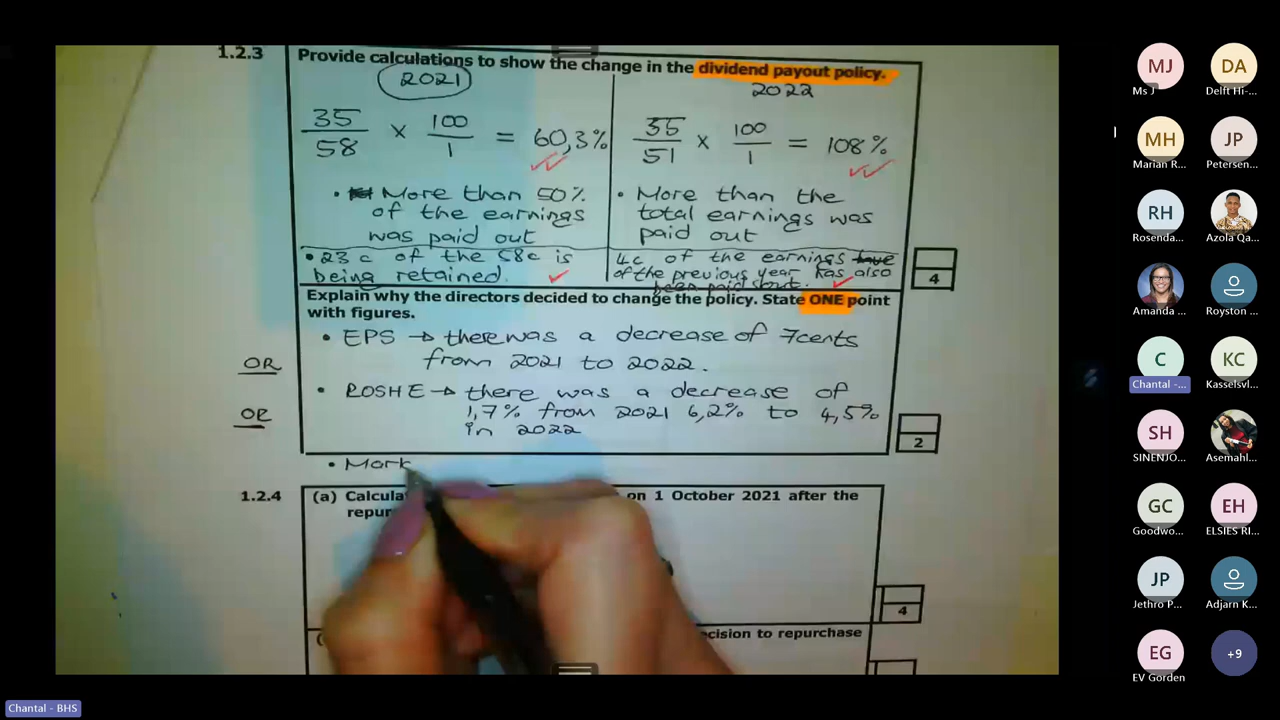 1.2.3 Provide calculations to show the change in the dividend payout policy.
2021
2022
35/58 × 100/1 = 60,3%
55/51 × 100/1 = 108%
• More than 50%
of the earnings
was paid out
• More than the
total earnings was
paid out
• 23 c of the 58c is
being retained.
4c of the earnings have
of the previous year has also
been paid out.
4
Explain why the directors decided to change the policy. State ONE point
with figures.
• EPS → there was a decrease of 7cents
from 2021 to 2022.
OR
• ROSHE → there was a decrease of
1,7% from 2021 6,2% to 4,5%
in 2022
OR
2
• Mark
1.2.4 (a) Calcula on 1 October 2021 after the
repur
4
cision to repurchase
MJ
Ms J
DA
Delft Hi-...
MH
Marian R...
JP
Petersen...
RH
Rosenda...
Azola Qa...
Amanda ...
Royston ...
C
Chantal -...
KC
Kasselsvl...
SH
SINENJO...
Asemahl...
GC
Goodwo...
EH
ELSIES RI...
JP
Jethro P...
Adjarn K...
EG
EV Gorden
+9
Chantal - BHS